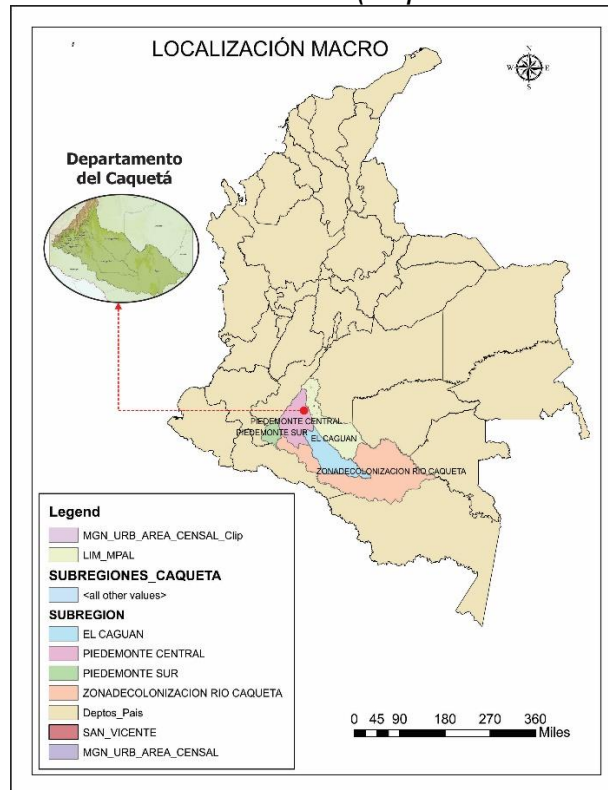 LOCALIZACIÓN MACRO
N
W E
S
Departamento
del Caquetá
PIEDEMONTE CENTRAL
PIEDEMONTE SUR
EL CAGUAN
ZONADECOLONIZACION RIO CAQUETA
Legend
MGN_URB_AREA_CENSAL_Clip
LIM_MPAL
SUBREGIONES_CAQUETA
<all other values>
SUBREGION
EL CAGUAN
PIEDEMONTE CENTRAL
PIEDEMONTE SUR
ZONADECOLONIZACION RIO CAQUETA
Deptos_Pais
SAN_VICENTE
MGN_URB_AREA_CENSAL
0 45 90 180 270 360
Miles